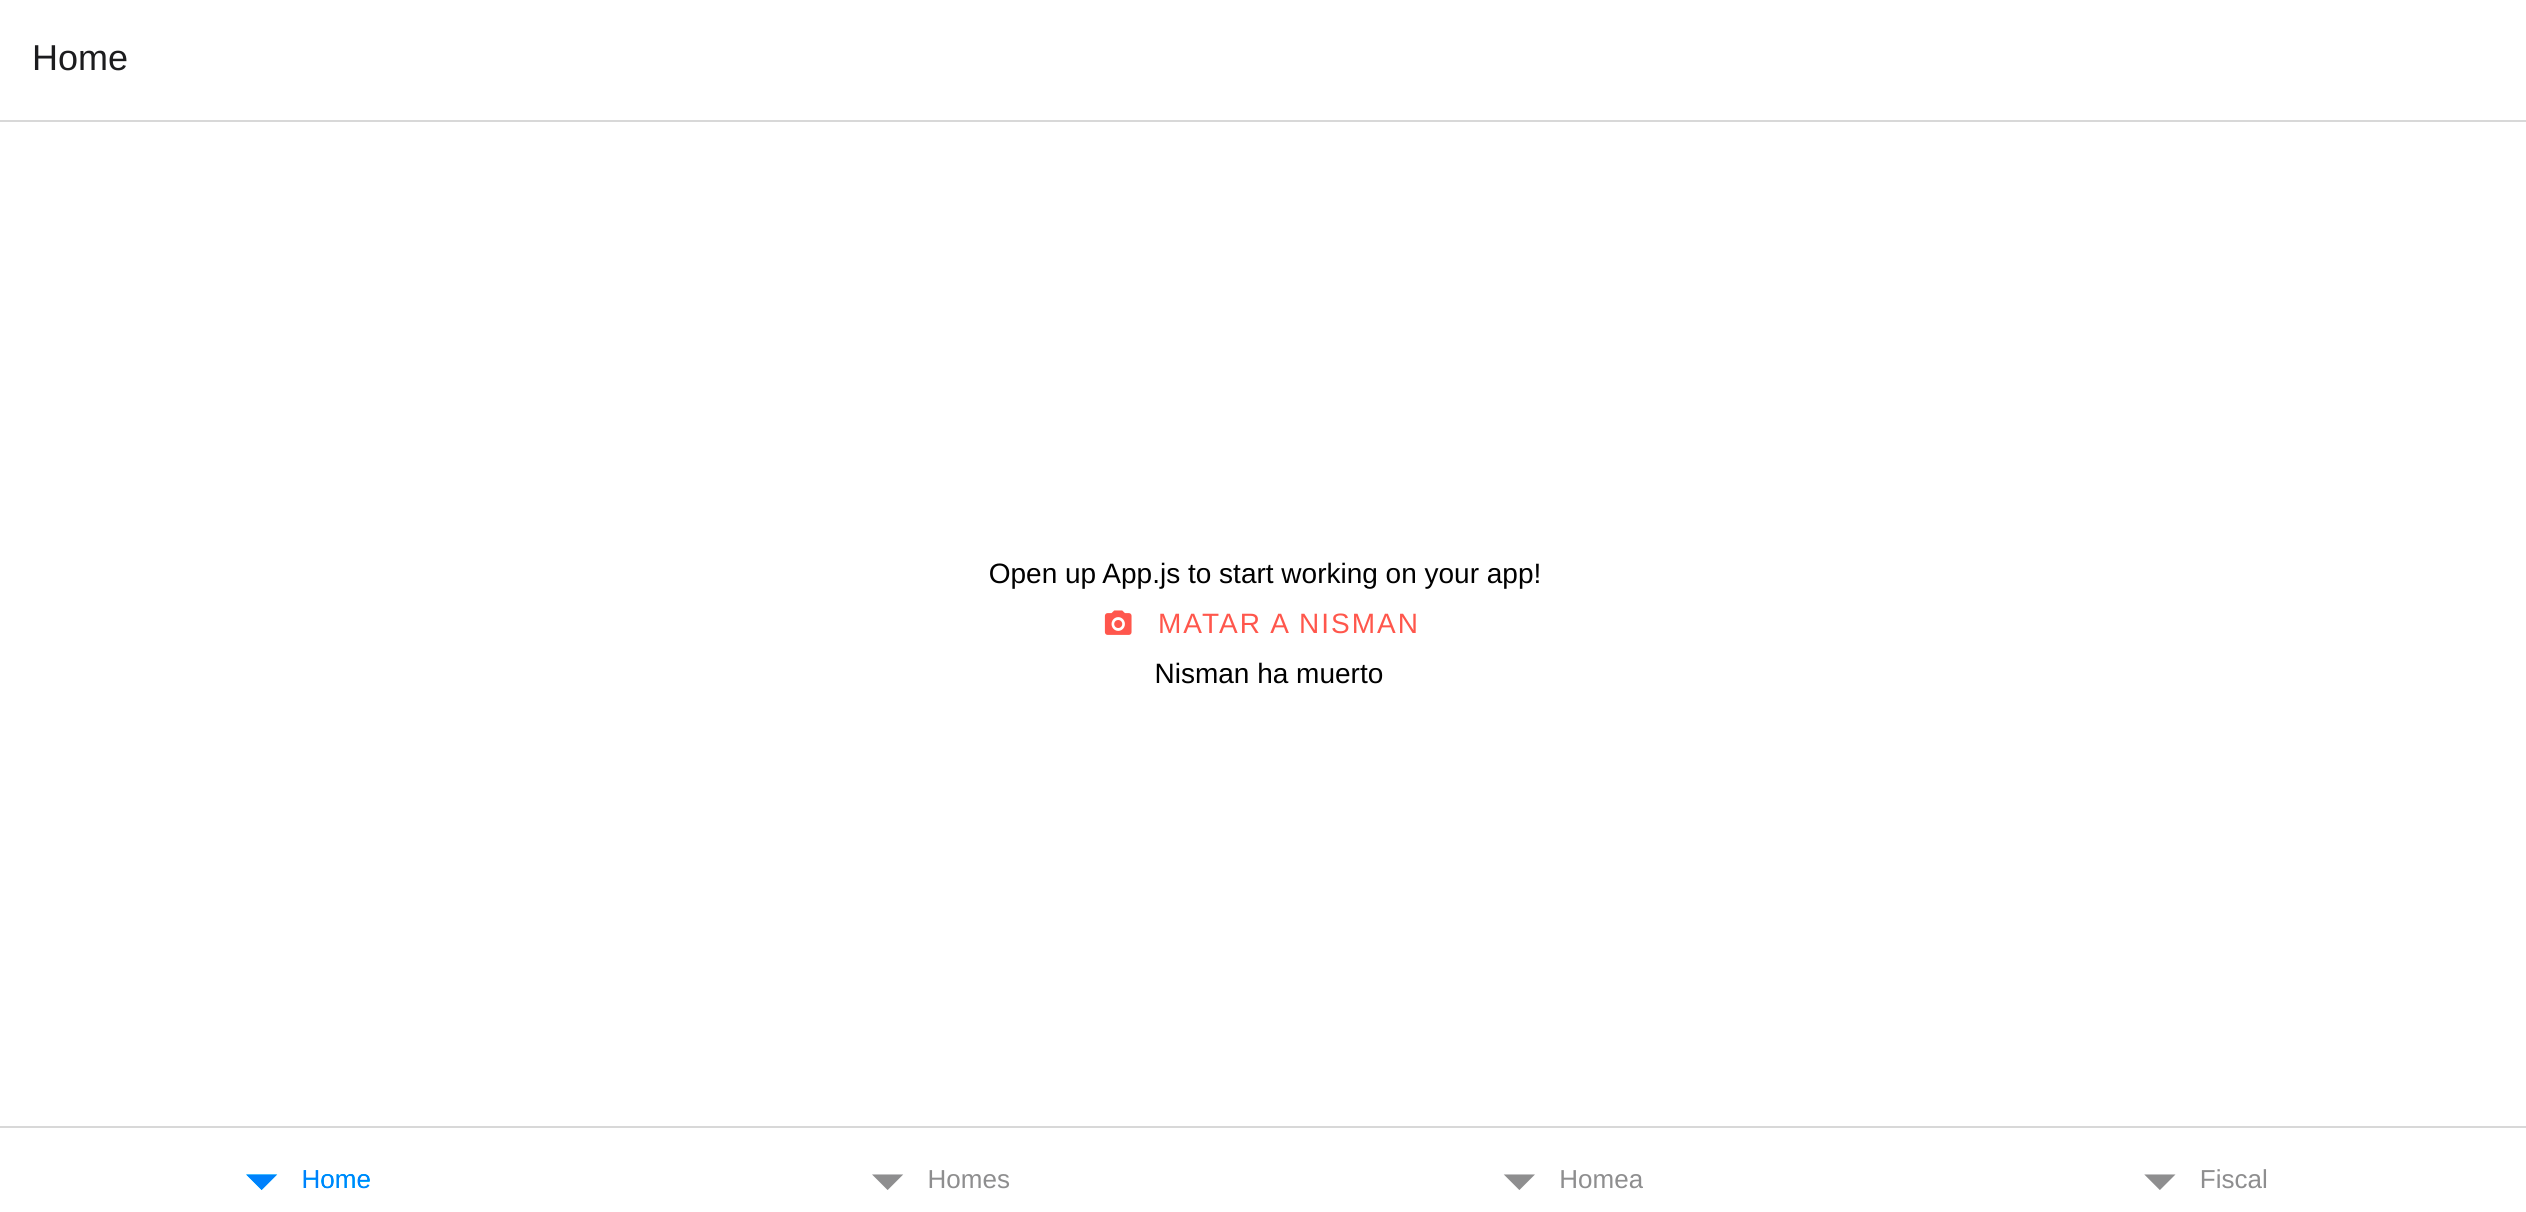 Home
Open up App.js to start working on your app!
MATAR A NISMAN
Nisman ha muerto
Home
Homes
Homea
Fiscal